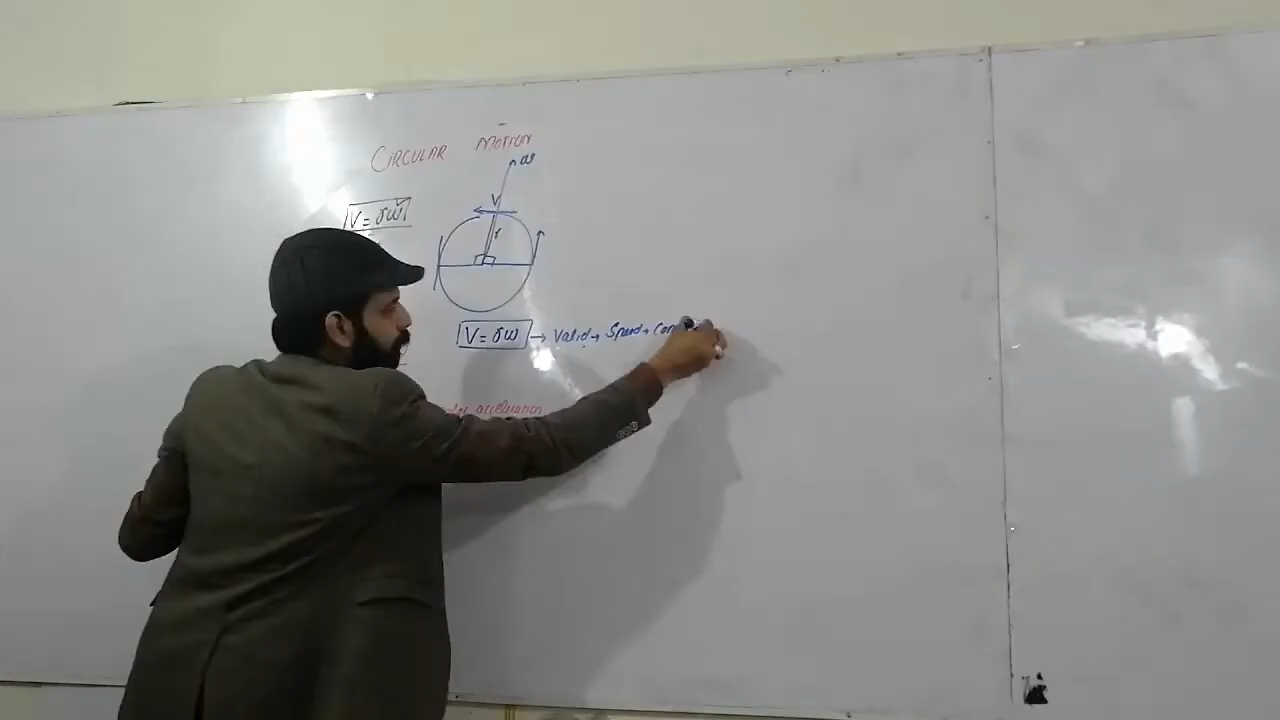 CIRCULAR MOTION
ω
V
V = rω
r
V = rω → Valid → Speed → Con
acceleration